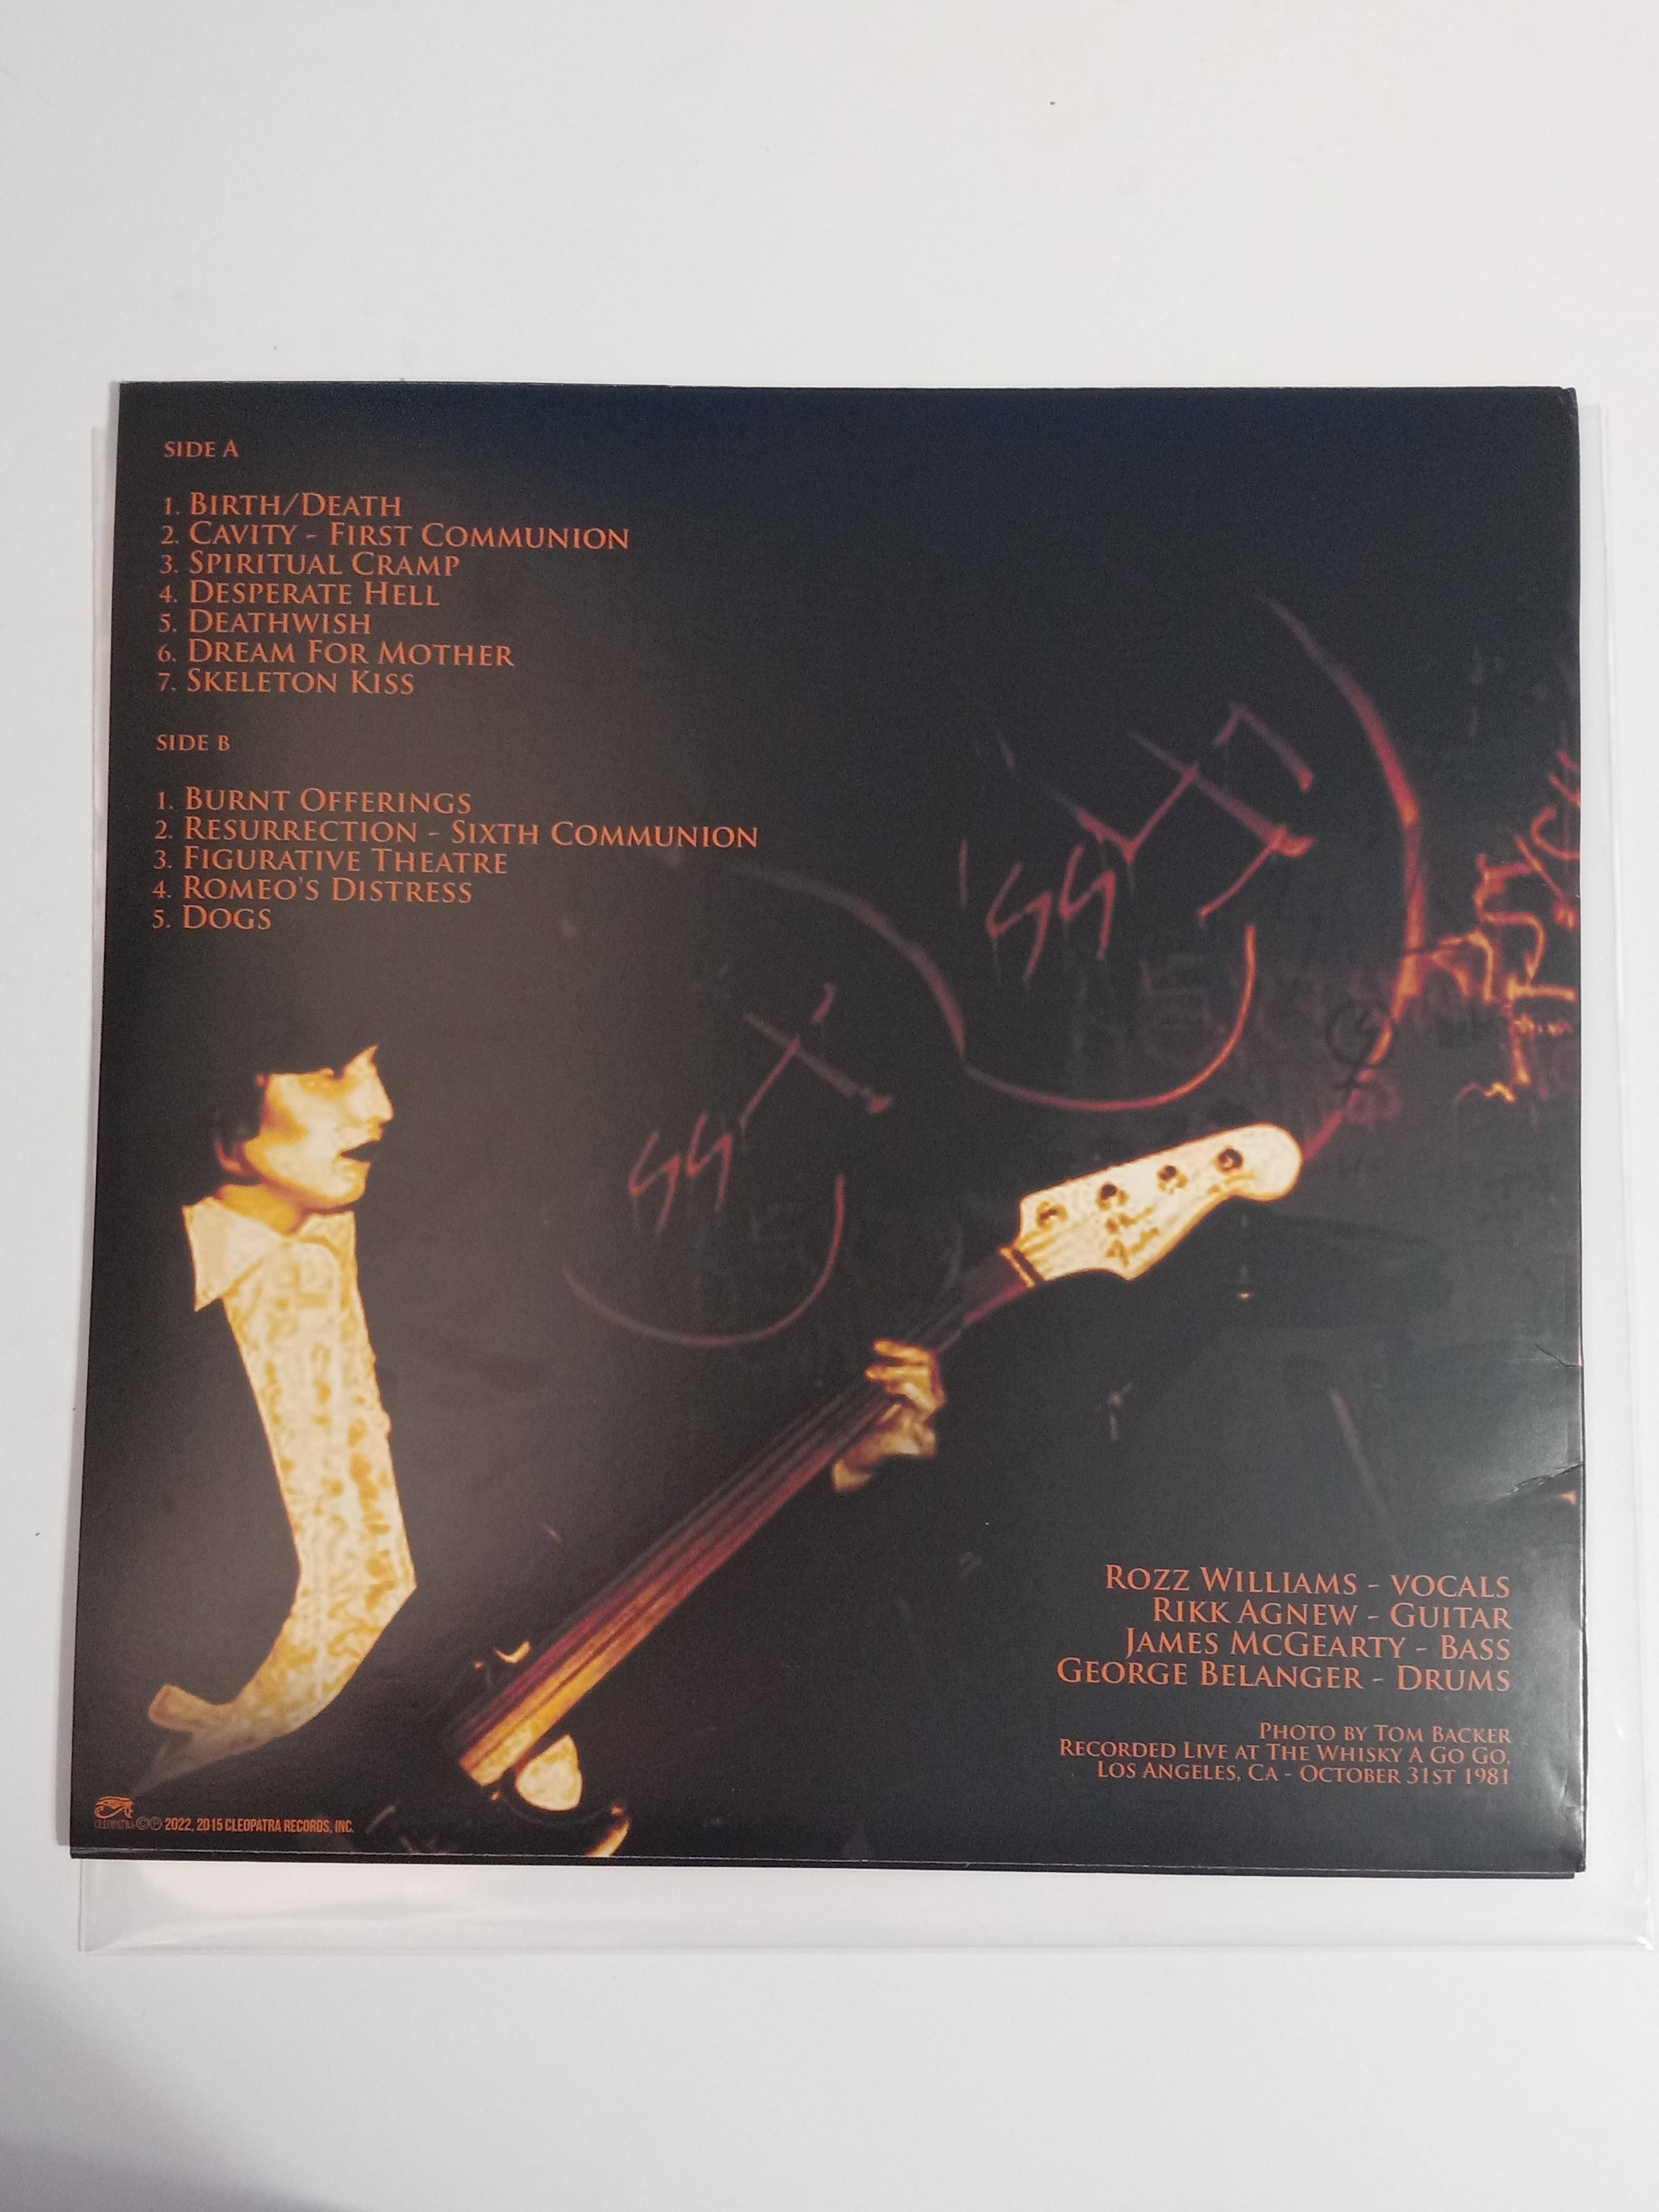 SIDE A
1. BIRTH/DEATH
2. CAVITY - FIRST COMMUNION
3. SPIRITUAL CRAMP
4. DESPERATE HELL
5. DEATHWISH
6. DREAM FOR MOTHER
7. SKELETON KISS
SIDE B
1. BURNT OFFERINGS
2. RESURRECTION - SIXTH COMMUNION
3. FIGURATIVE THEATRE
4. ROMEO'S DISTRESS
5. DOGS
ROZZ WILLIAMS - VOCALS
RIKK AGNEW - GUITAR
JAMES MCGEARTY - BASS
GEORGE BELANGER - DRUMS
PHOTO BY TOM BACKER
RECORDED LIVE AT THE WHISKY A GO GO,
LOS ANGELES, CA - OCTOBER 31ST 1981
CLEOPATRA ©℗ 2022, 2015 CLEOPATRA RECORDS, INC.